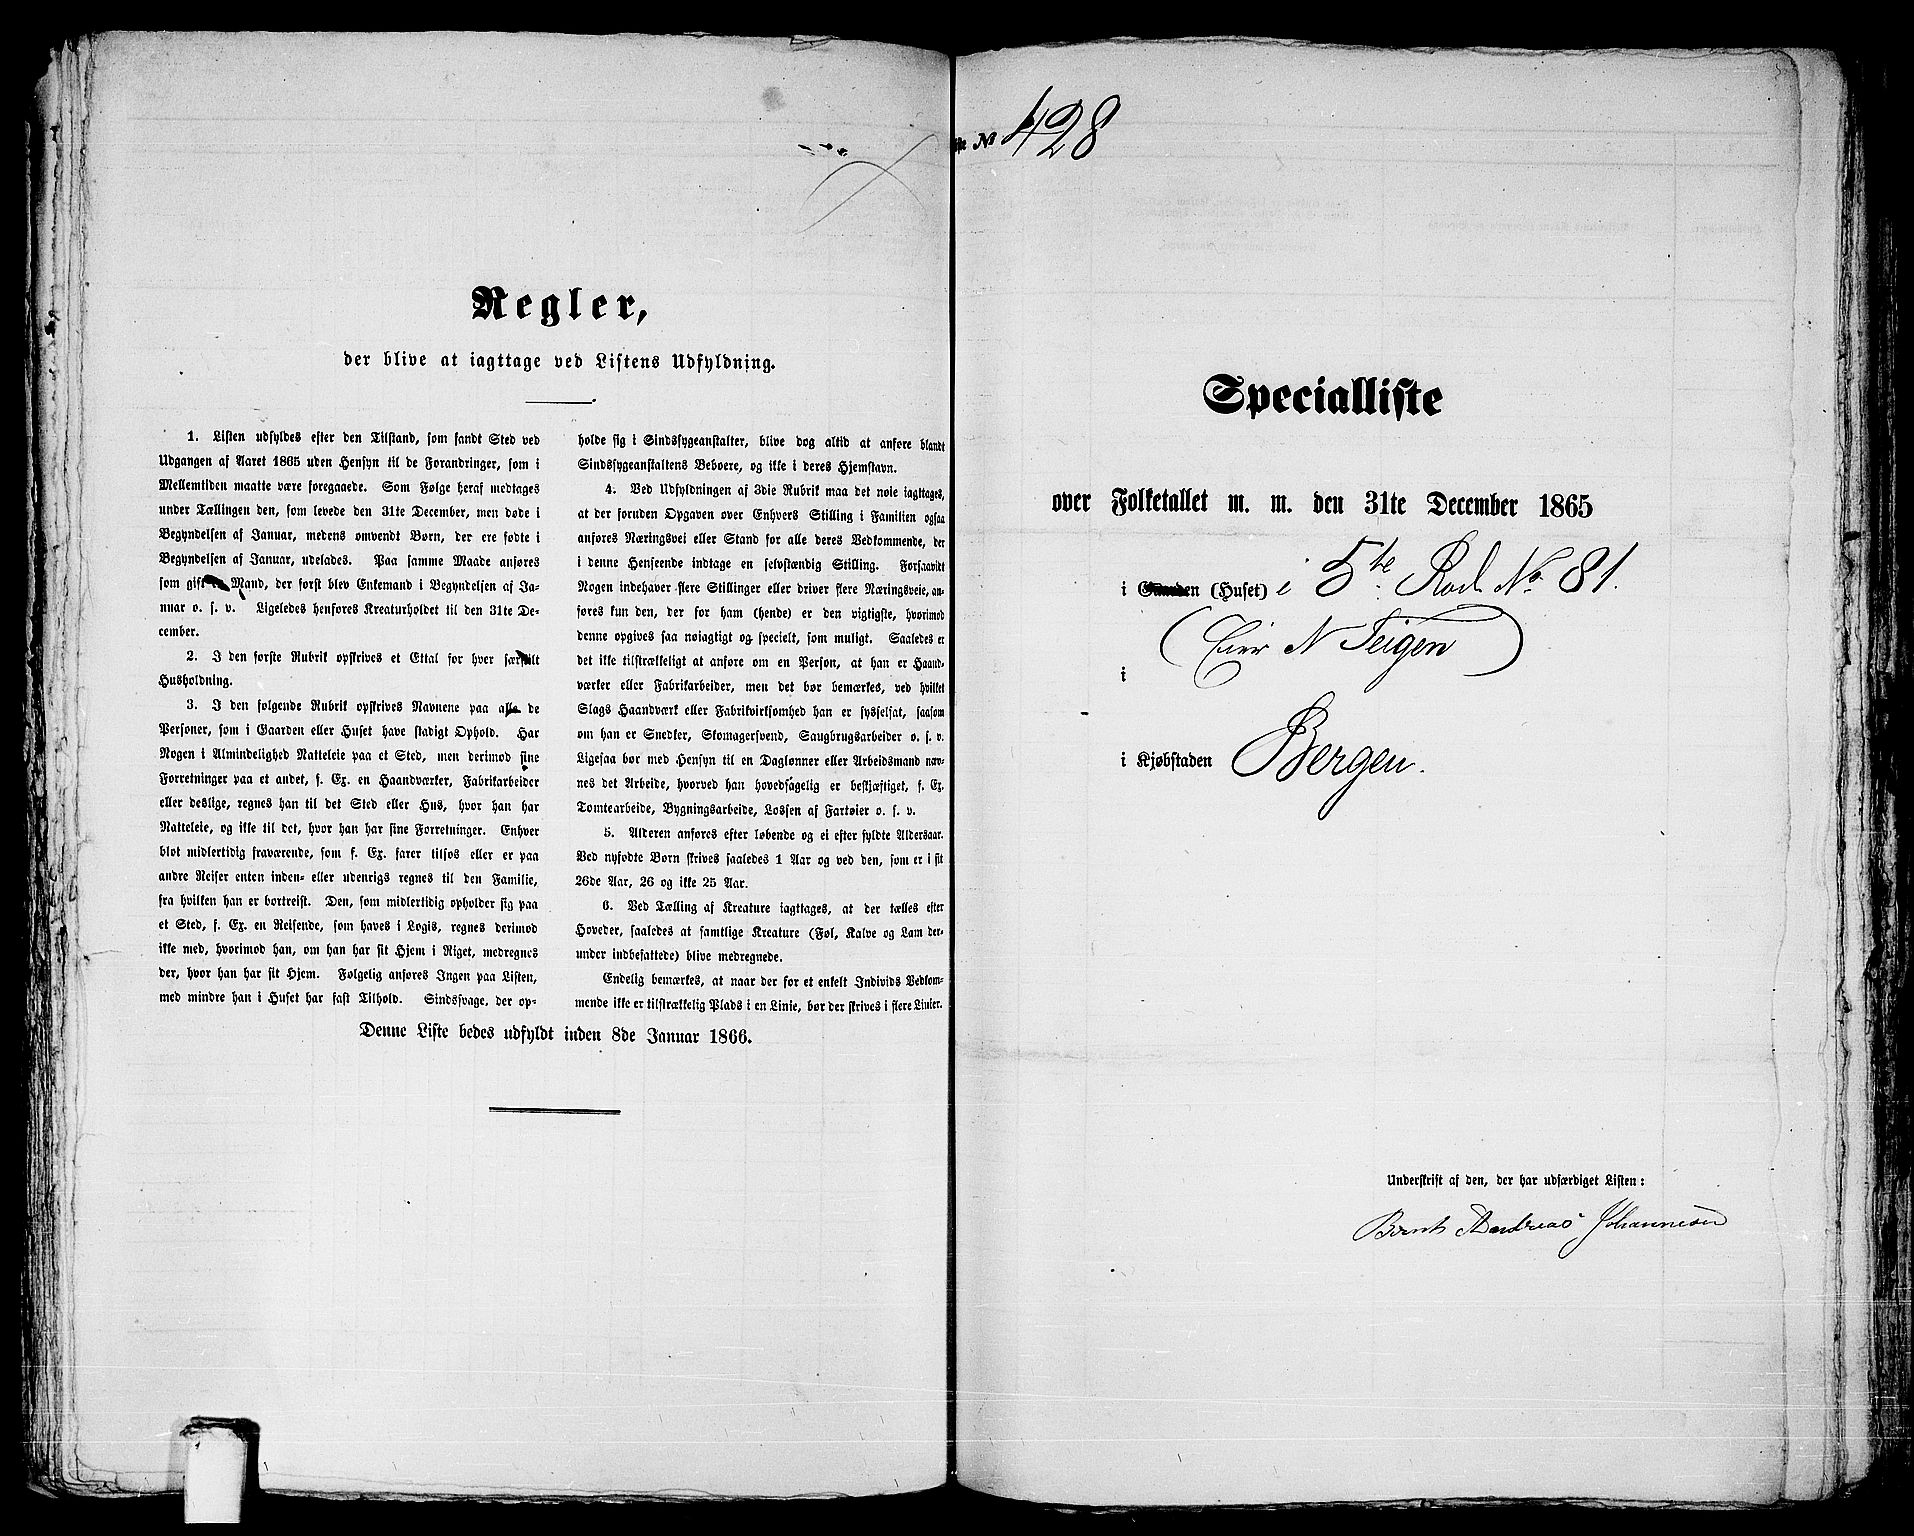 Regler,
der blive at iagttage ved Listens Udfyldning.
1. Listen udfyldes efter den Tilstand, som fandt Sted ved
Udgangen af Aaret 1865 uden Hensyn til de Forandringer, som i
Mellemtiden maatte være foregaaede. Som Følge heraf medtages
under Tællingen den, som levede den 31te December, men døde i
Begyndelsen af Januar, medens omvendt Børn, der ere fødte i
Begyndelsen af Januar, udelades. Paa samme Maade anføres
som gift Mand, der først blev Enkemand i Begyndelsen af Ja-
nuar o. s. v. Ligeledes henføres Kreaturholdet til den 31te De-
cember.
2. I den første Rubrik opskrives et Ettal for hver særskilt
Husholdning.
3. I den følgende Rubrik opskrives Navnene paa alle de
Personer, som i Gaarden eller Huset have stadigt Ophold. Har
Nogen i Almindelighed Natteleie paa et Sted, men derimod sine
Forretninger paa et andet, f. Ex. en Haandværker, Fabrikarbeider
eller deslige, regnes han til det Sted eller Hus, hvor han har
Natteleie, og ikke til det, hvor han har sine Forretninger. Enhver
blot midlertidig fraværende, som f. Ex. farer tilsøs eller er paa
andre Reiser enten inden- eller udenrigs regnes til den Familie,
fra hvilken han er bortreist. Den, som midlertidig opholder sig paa
et Sted, f. Ex. en Reisende, som haves i Logis, regnes derimod
ikke med, hvorimod han, om han har sit Hjem i Riget, medregnes
der, hvor han har sit Hjem. Følgelig anføres Ingen paa Listen,
med mindre han i Huset har fast Tilhold. Sindssvage, der op-
holde sig i Sindssygeanstalter, blive dog altid at anføre blandt
Sindssygeanstaltens Beboere, og ikke i deres Hjemstavn.
4. Ved Udfyldningen af 3die Rubrik maa det nøie iagttages,
at der foruden Opgaven over Enhvers Stilling i Familien ogsaa
anføres Næringsvei eller Stand for alle deres Vedkommende, der
i denne Henseende indtage en selvstændig Stilling. Forsaavidt
Nogen indehaver flere Stillinger eller driver flere Næringsveie, an-
føres kun den, der for ham (hende) er den vigtigste, hvorimod
denne opgives saa nøiagtigt og specielt, som muligt. Saaledes er
det ikke tilstrækkeligt at anføre om en Person, at han er Haand-
værker eller Fabrikarbeider, men det bør bemærkes, ved hvilket
Slags Haandværk eller Fabrikvirksomhed han er sysselsat, saasom
om han er Snedker, Skomagersvend, Saugbrugsarbeider o. s. v.
Ligesaa bør med Hensyn til en Daglønner eller Arbeidsmand næv-
nes det Arbeide, hvorved han hovedsagelig er beskjæftiget, f. Ex.
Tomtearbeide, Bygningsarbeide, Lossen af Fartøier o. s. v.
5. Alderen anføres efter løbende og ei efter fyldte Aldersaar.
Ved nyfødte Børn skrives saaledes 1 Aar og ved den, som er i sit
26de Aar, 26 og ikke 25 Aar.
6. Ved Tælling af Kreature iagttages, at der tælles efter
Hoveder, saaledes at samtlige Kreature (Føl, Kalve og Lam der-
under indbefattede) blive medregnede.
Endelig bemærkes, at naar der for et enkelt Individs Vedkom-
mende ikke er tilstrækkelig Plads i en Linie, bør der skrives i flere Linier.
Denne Liste bedes udfyldt inden 8de Januar 1866.
№ 428
Specialliste
over Folketallet m. m. den 31te December 1865
i Gaarden (Huset) i 5te Rod. No. 81.
(Eier N Teigen)
i
i Kjøbstaden Bergen.
Underskrift af den, der har udfærdiget Listen:
Bernt Andreas Johannesen